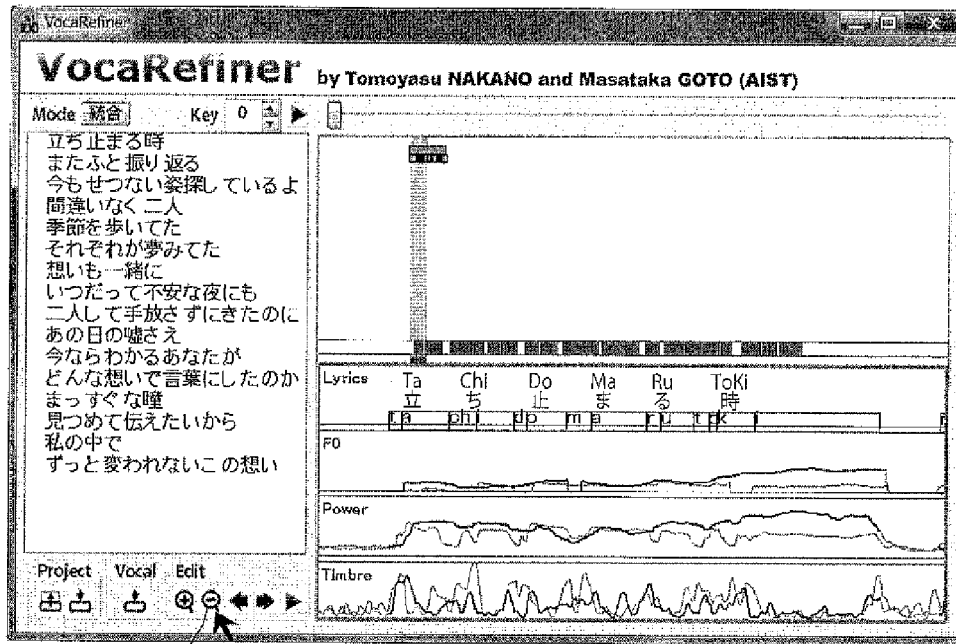 VocaRefiner
VocaRefiner by Tomoyasu NAKANO and Masataka GOTO (AIST)
Mode 統合 Key 0
立ち止まる時
またふと振り返る
今もせつない姿探しているよ
間違いなく二人
季節を歩いてた
それぞれが夢みてた
想いも一緒に
いつだって不安な夜にも
二人して手放さずにきたのに
あの日の嘘さえ
今ならわかるあなたが
どんな想いで言葉にしたのか
まっすぐな瞳
見つめて伝えたいから
私の中で
ずっと変われないこの想い
Project Vocal Edit
Lyrics Ta Chi Do Ma Ru ToKi
立 ち 止 ま る 時
t a ch i d o m a r u t o k i
F0
Power
Timbre